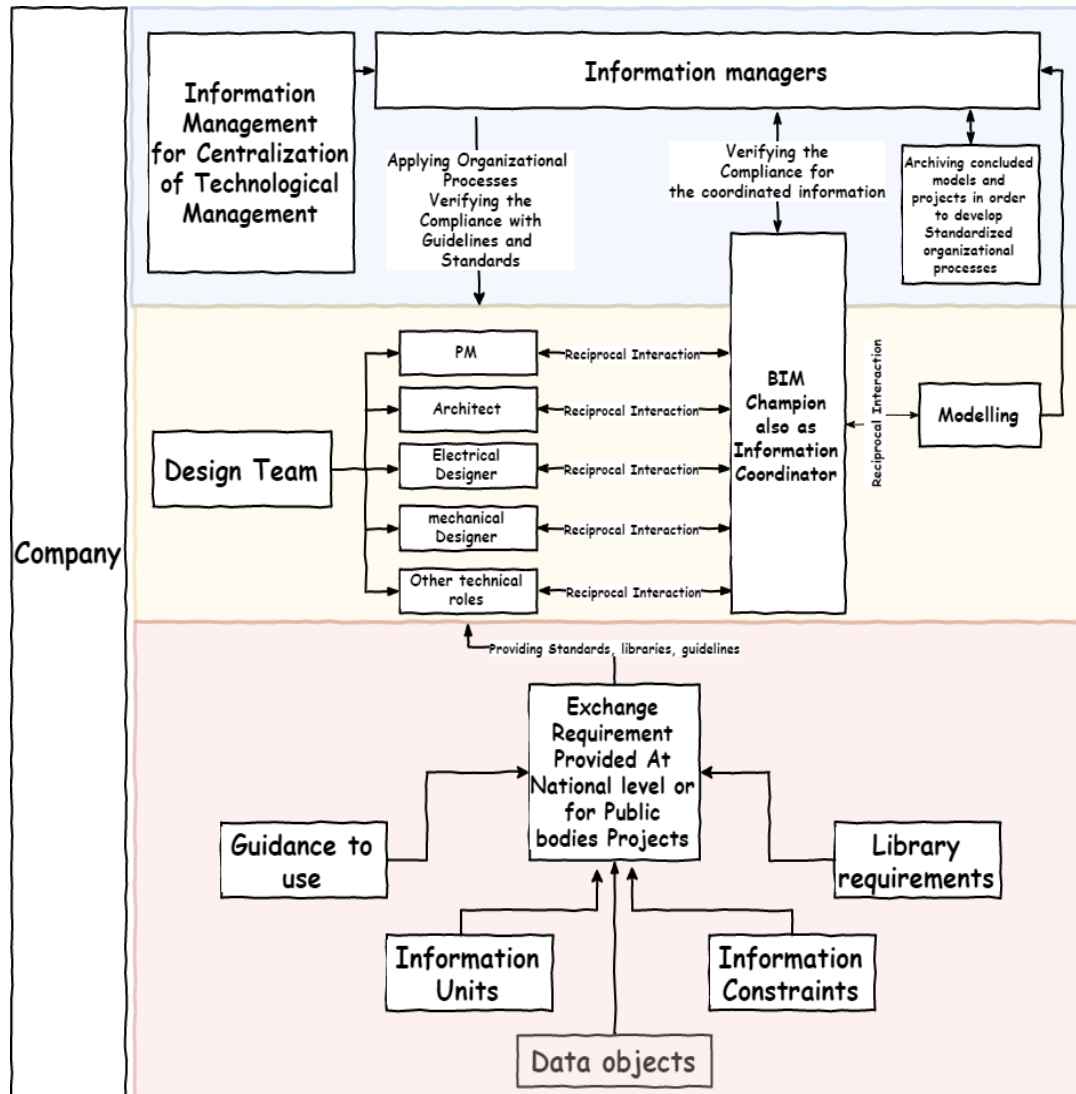 Company
Information
Management
for Centralization
of Technological
Management
Information managers
Applying Organizational
Processes
Verifying the
Compliance with
Guidelines and
Standards
Verifying the
Compliance for
the coordinated information
Archiving concluded
models and
projects in order
to develop
Standardized
organizational
processes
Design Team
PM
Architect
Electrical
Designer
mechanical
Designer
Other technical
roles
Reciprocal Interaction
Reciprocal Interaction
Reciprocal Interaction
Reciprocal Interaction
Reciprocal Interaction
BIM
Champion
also as
Information
Coordinator
Reciprocal Interaction
Modelling
Providing Standards, libraries, guidelines
Exchange
Requirement
Provided At
National level or
for Public
bodies Projects
Guidance to
use
Library
requirements
Information
Units
Information
Constraints
Data objects